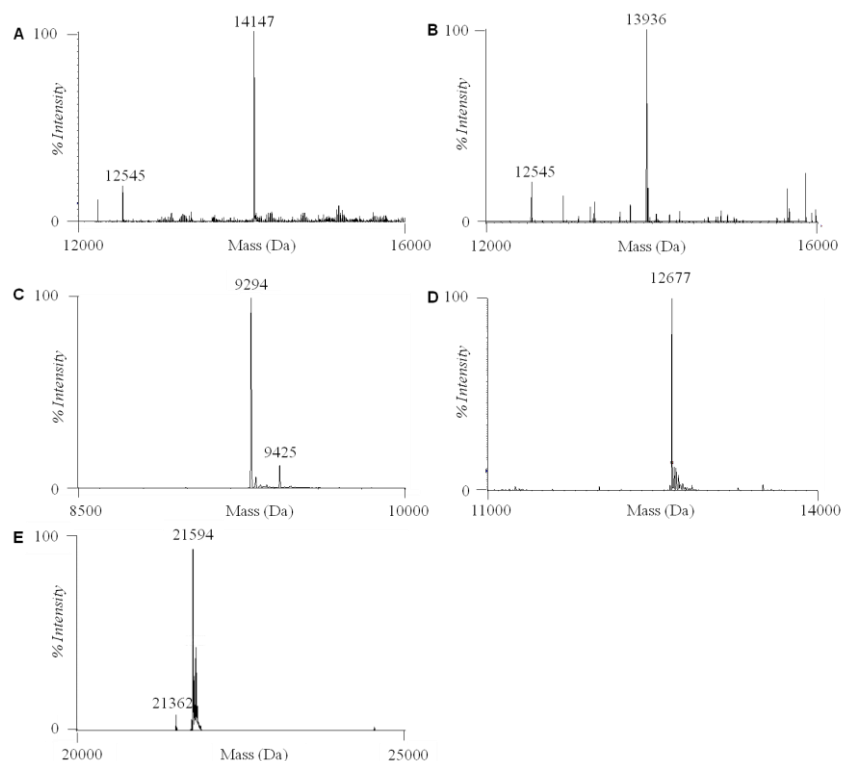 A
100
14147
% Intensity
12545
0
12000
Mass (Da)
16000
B
100
13936
% Intensity
12545
0
12000
Mass (Da)
16000
C
100
9294
% Intensity
9425
0
8500
Mass (Da)
10000
D
100
12677
% Intensity
0
11000
Mass (Da)
14000
E
100
21594
% Intensity
21362
0
20000
Mass (Da)
25000